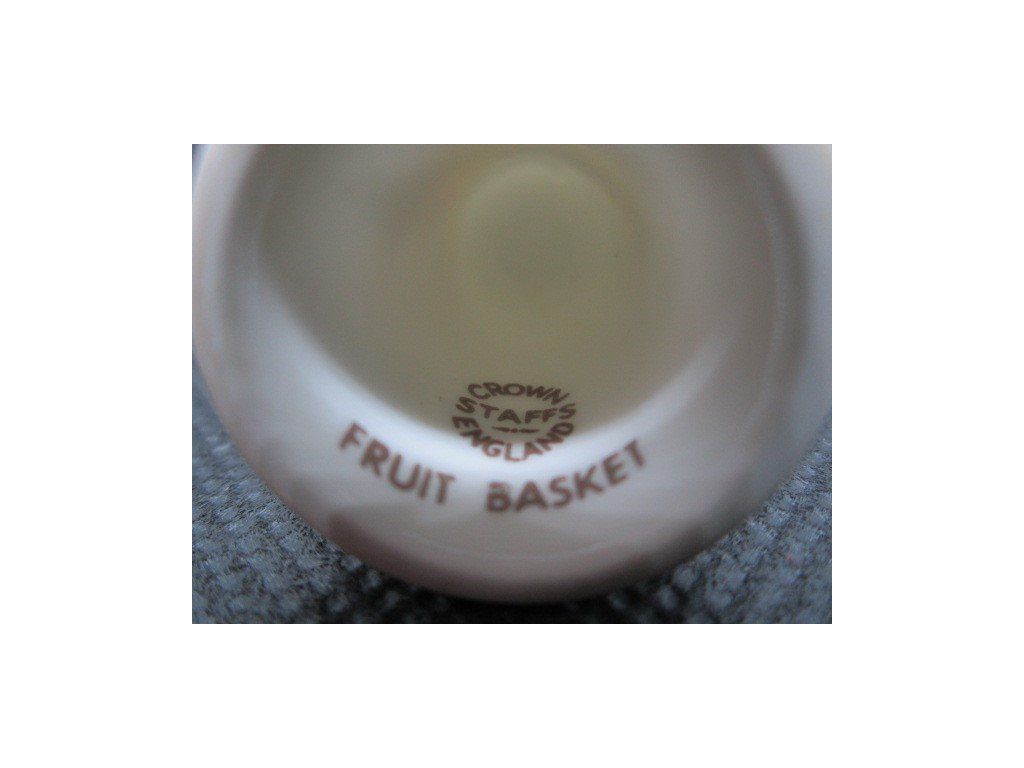 CROWN
STAFFS
ENGLAND
FRUIT BASKET